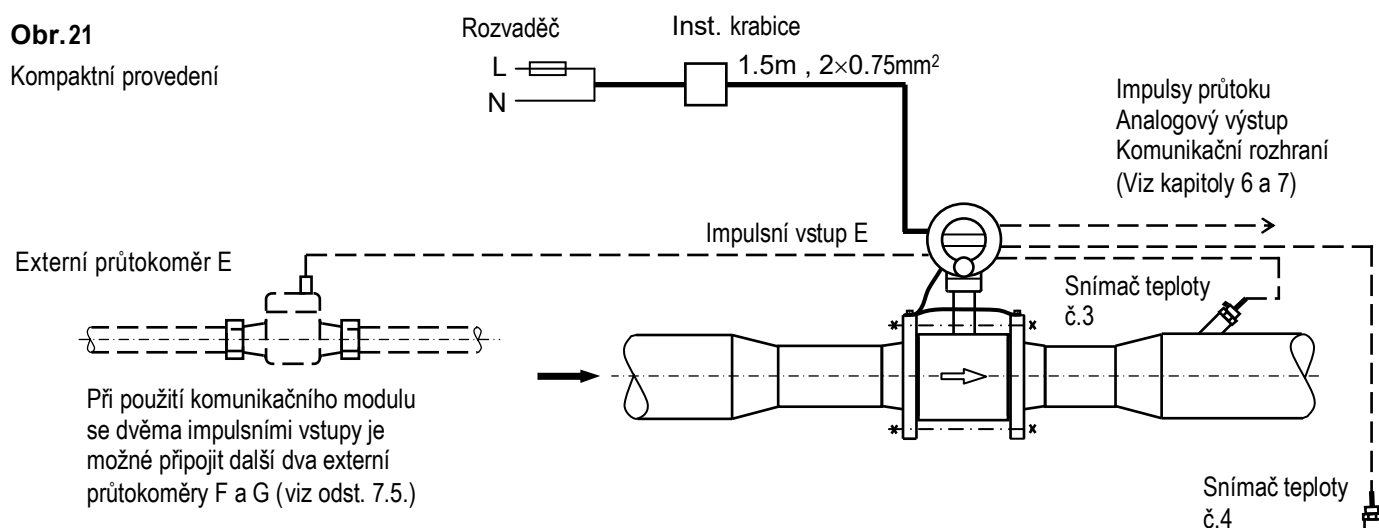 Obr.21
Kompaktní provedení
Rozvaděč
L
N
Inst. krabice
1.5m , 2×0.75mm²
Impulsy průtoku
Analogový výstup
Komunikační rozhraní
(Viz kapitoly 6 a 7)
Impulsní vstup E
Externí průtokoměr E
Snímač teploty
č.3
Při použití komunikačního modulu
se dvěma impulsními vstupy je
možné připojit další dva externí
průtokoměry F a G (viz odst. 7.5.)
Snímač teploty
č.4